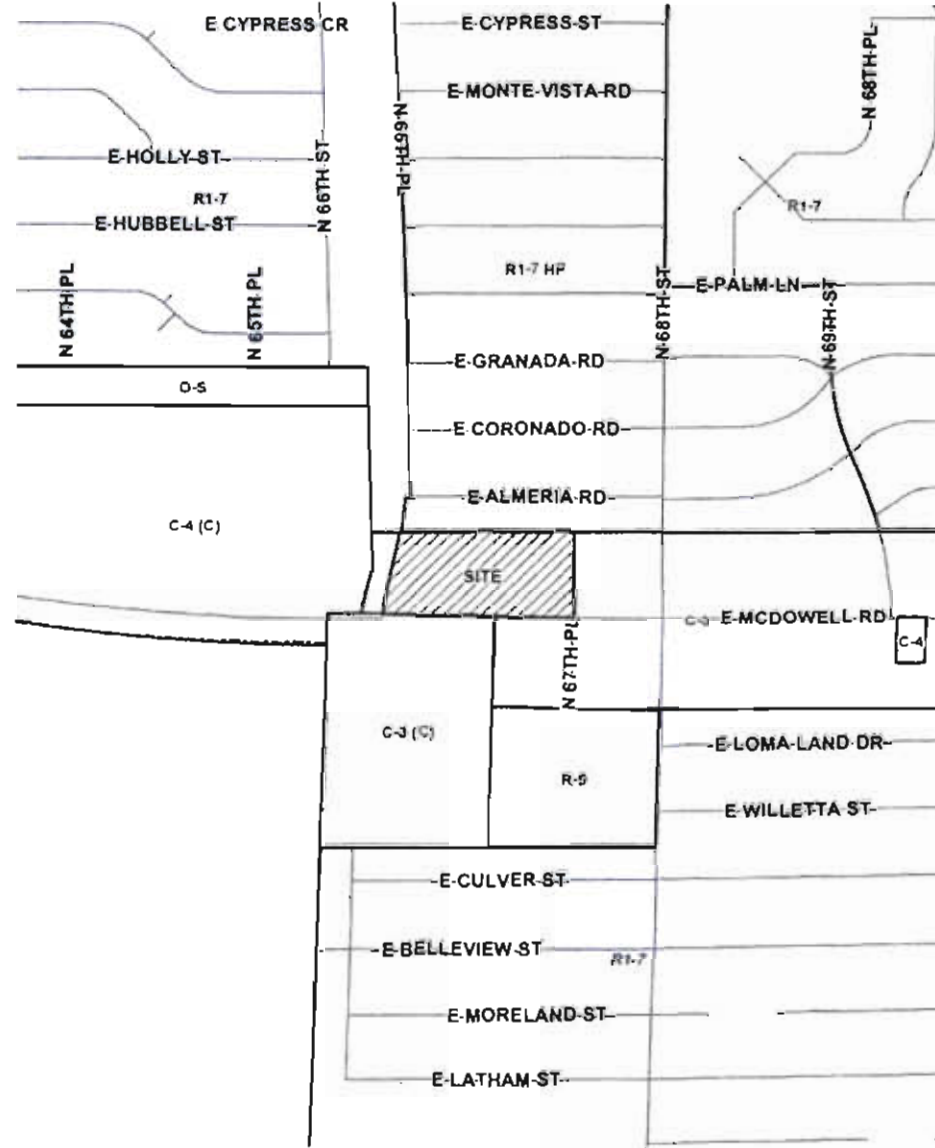 E CYPRESS CR
E CYPRESS ST
N 68TH PL
E MONTE VISTA RD
N 66TH PL
E HOLLY ST
N 66TH ST
R1-7
R1-7
E HUBBELL ST
R1-7 HP
N 64TH PL
N 65TH PL
N 68TH ST
E PALM LN
N 69TH ST
E GRANADA RD
O-S
E CORONADO RD
E ALMERIA RD
C-4 (C)
SITE
C-3
E MCDOWELL RD
C-4
N 67TH PL
C-3 (C)
E LOMA LAND DR
R-5
E WILLETTA ST
E CULVER ST
E BELLEVIEW ST
R1-7
E MORELAND ST
E LATHAM ST